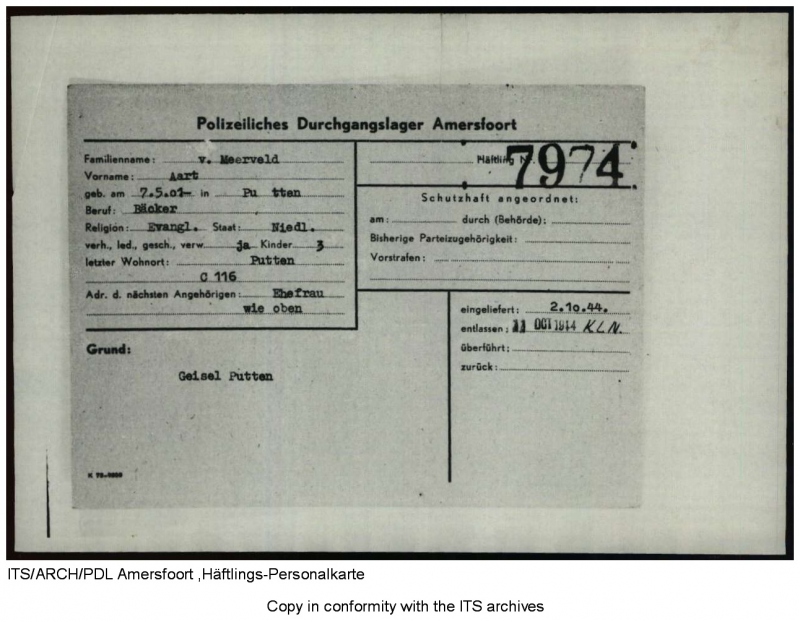 Polizeiliches Durchgangslager Amersfoort
Familienname: v. Meerveld
Vorname: Aart
geb. am 7.5.01- in Pu tten
Beruf: Bäcker
Religion: Evangl. Staat: Niedl.
verh., led., gesch., verw. ja Kinder 3
letzter Wohnort: Putten
C 116
Adr. d. nächsten Angehörigen: Ehefrau
wie oben
Häftling Nr. 7974
Schutzhaft angeordnet:
am: durch (Behörde):
Bisherige Parteizugehörigkeit:
Vorstrafen:
Grund:
Geisel Putten
eingeliefert: 2.10.44.
entlassen: 11 OCT 1944 KLN.
überführt:
zurück:
ITS/ARCH/PDL Amersfoort ,Häftlings-Personalkarte
Copy in conformity with the ITS archives